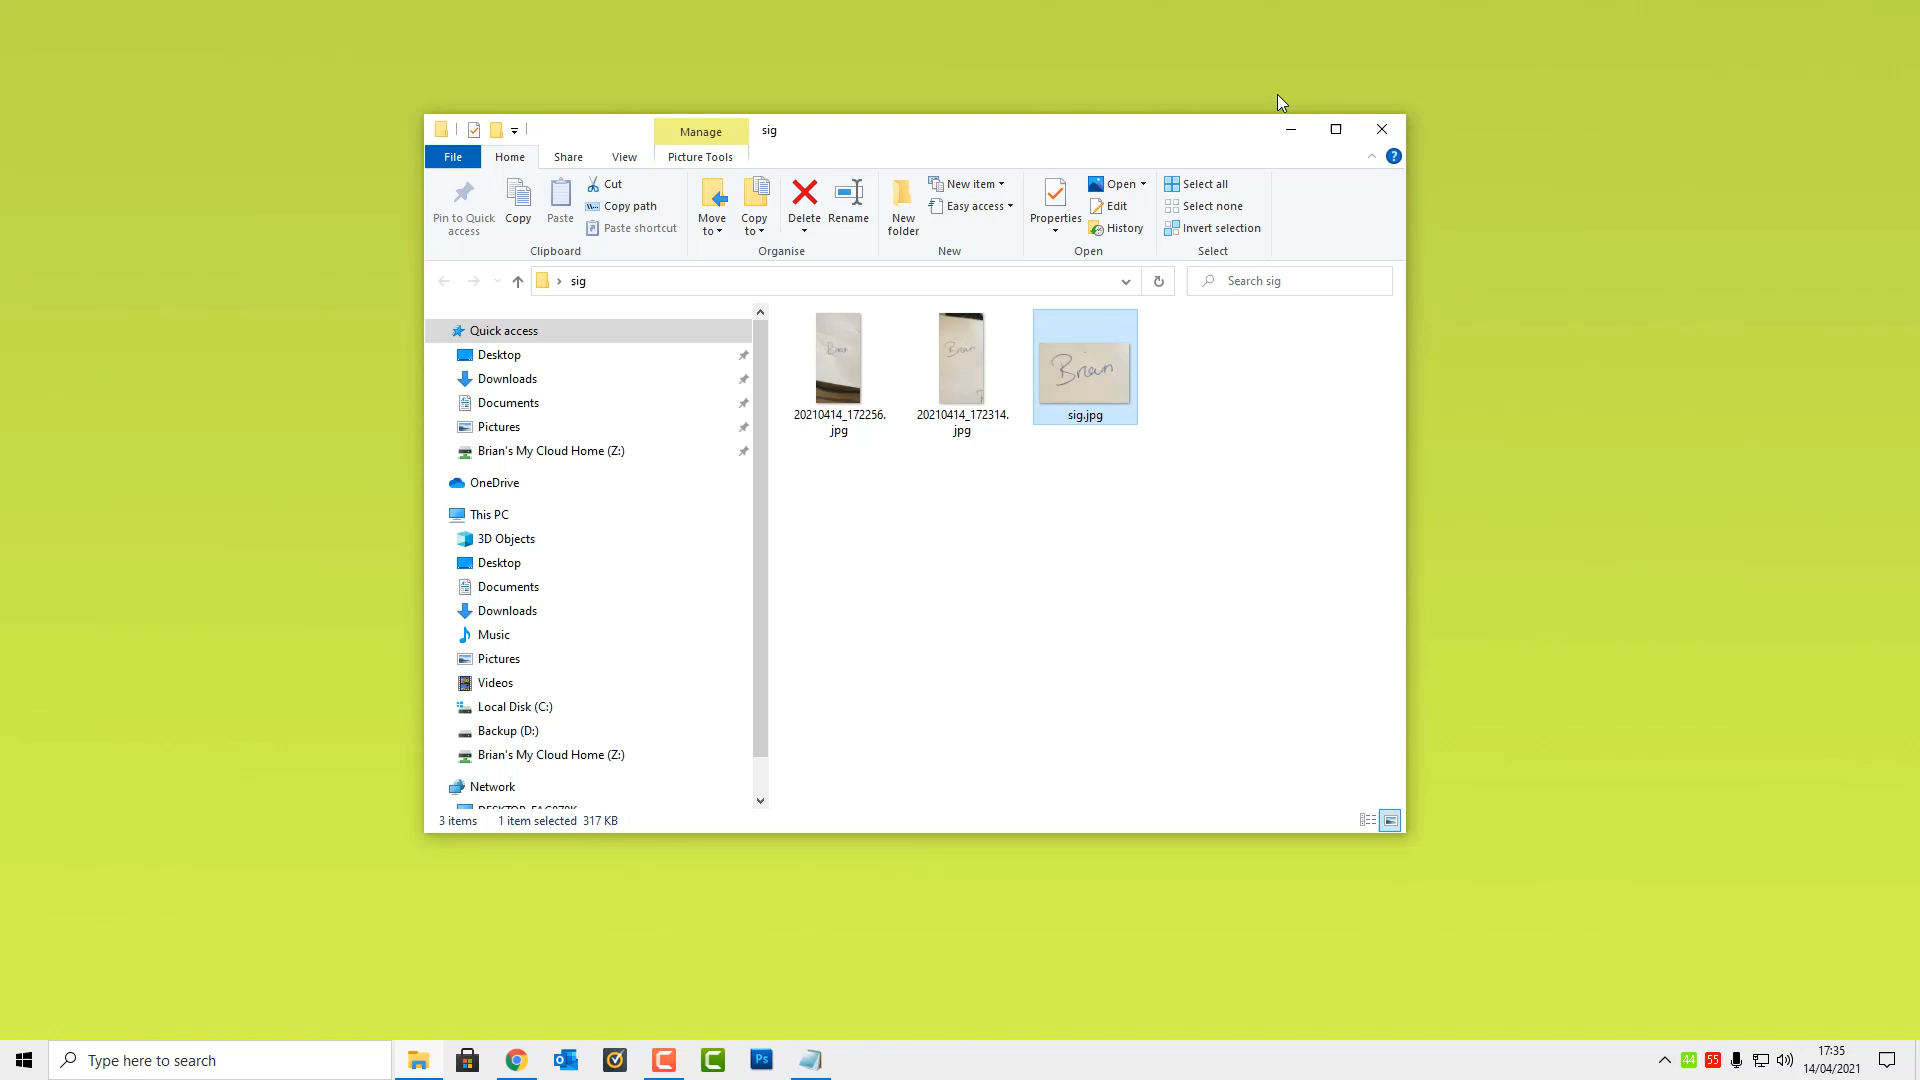 Manage
sig
File
Home
Share
View
Picture Tools
Pin to Quick
access
Copy
Paste
Cut
Copy path
Paste shortcut
Clipboard
Move
to
Copy
to
Delete
Rename
Organise
New
folder
New item
Easy access
New
Properties
Open
Edit
History
Open
Select all
Select none
Invert selection
Select
sig
Search sig
Quick access
Desktop
Downloads
Documents
Pictures
Brian's My Cloud Home (Z:)
OneDrive
This PC
3D Objects
Desktop
Documents
Downloads
Music
Pictures
Videos
Local Disk (C:)
Backup (D:)
Brian's My Cloud Home (Z:)
Network
Brian
20210414_172256.
jpg
Brian
20210414_172314.
jpg
Brian
sig.jpg
3 items
1 item selected 317 KB
Type here to search
Ps
44
55
17:35
14/04/2021